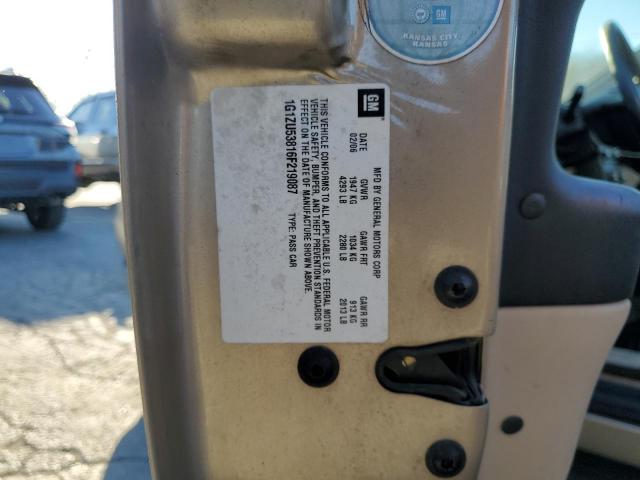 KANSAS CITY,
KANSAS
GM
GM
MFD BY GENERAL MOTORS CORP
DATE GVWR GAWR FRT GAWR RR
02/06 1947 KG 1034 KG 913 KG
4293 LB 2280 LB 2013 LB
THIS VEHICLE CONFORMS TO ALL APPLICABLE U.S. FEDERAL MOTOR
VEHICLE SAFETY, BUMPER, AND THEFT PREVENTION STANDARDS IN
EFFECT ON THE DATE OF MANUFACTURE SHOWN ABOVE.
1G1ZU53816F219087 TYPE: PASS CAR